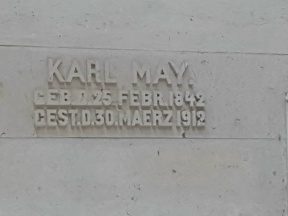 KARL MAY.
GEB.D.25.FEBR.1842
GEST.D.30.MAERZ.1912